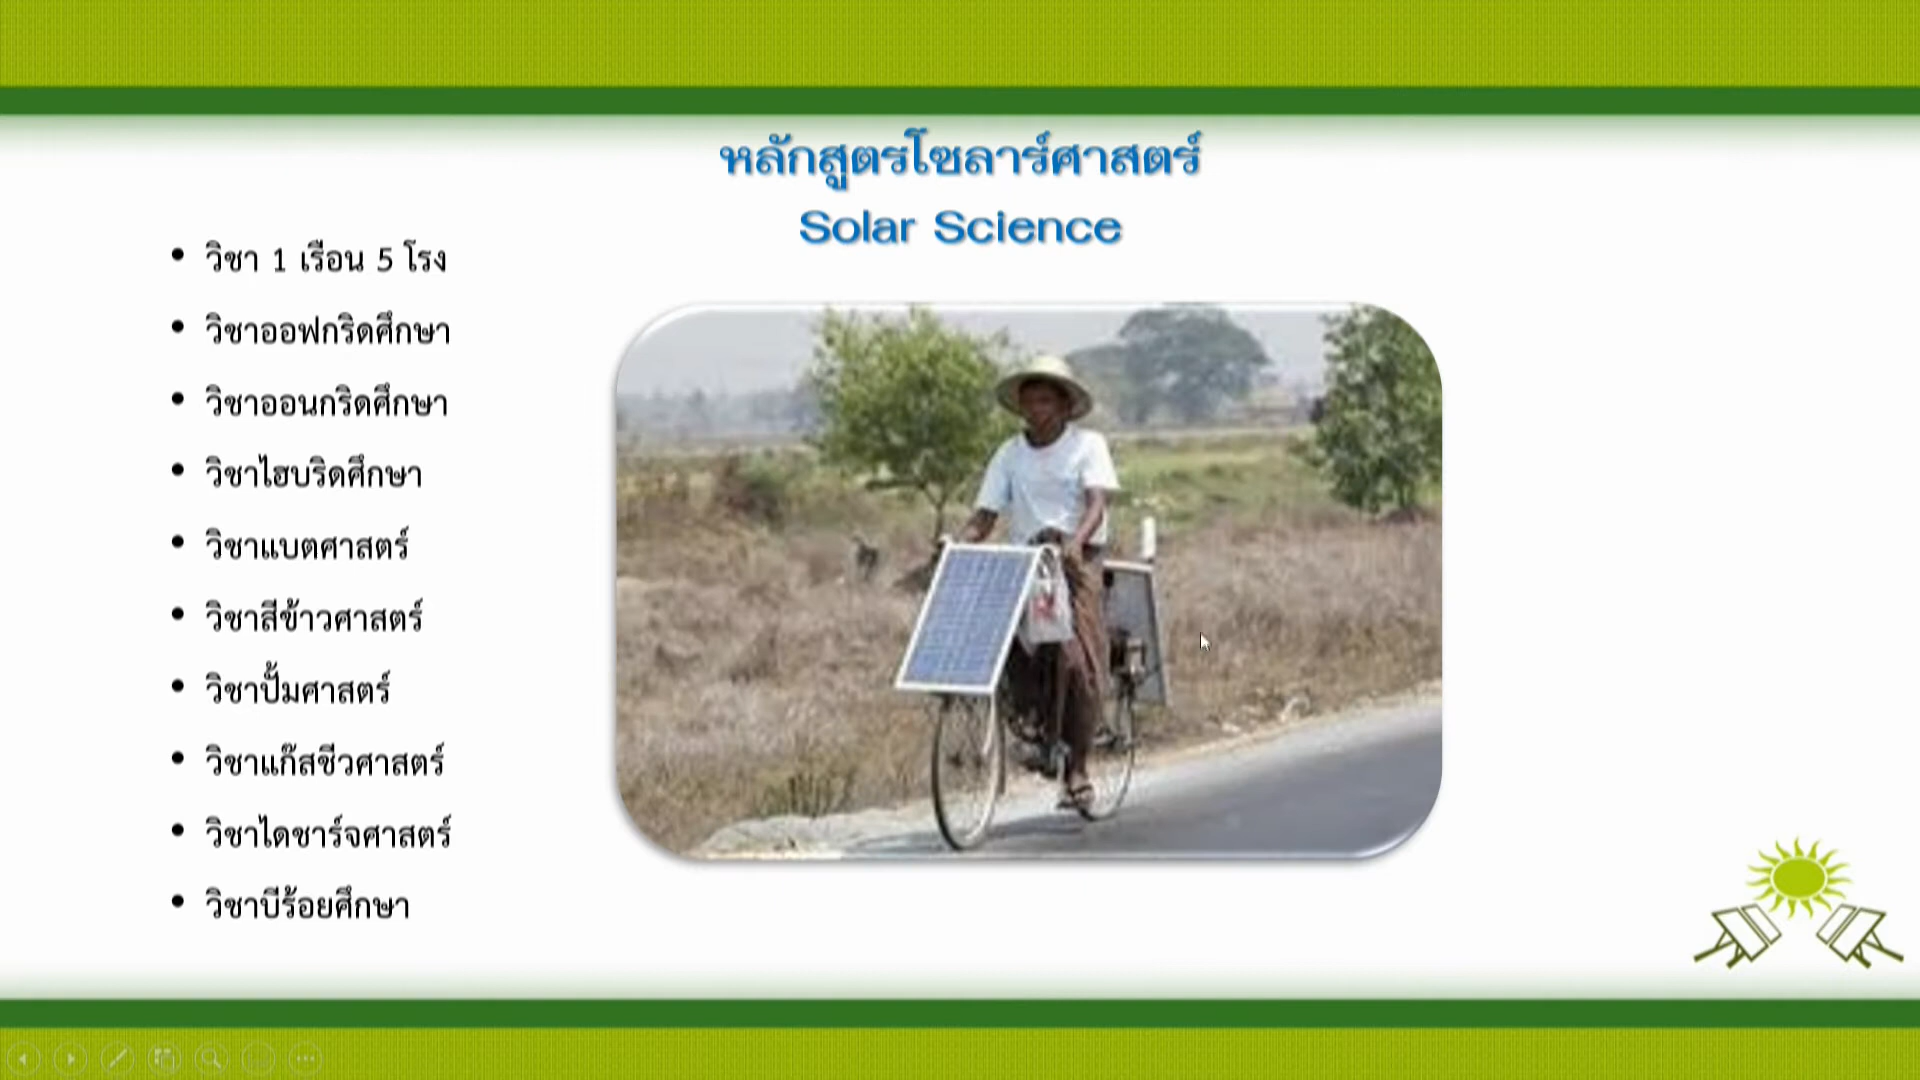 หลักสูตรโซลาร์ศาสตร์
Solar Science
• วิชา 1 เรือน 5 โรง
• วิชาออฟกริดศึกษา
• วิชาออนกริดศึกษา
• วิชาไฮบริดศึกษา
• วิชาแบตศาสตร์
• วิชาสีข้าวศาสตร์
• วิชาปั้มศาสตร์
• วิชาแก๊สชีวศาสตร์
• วิชาไดชาร์จศาสตร์
• วิชาบีร้อยศึกษา